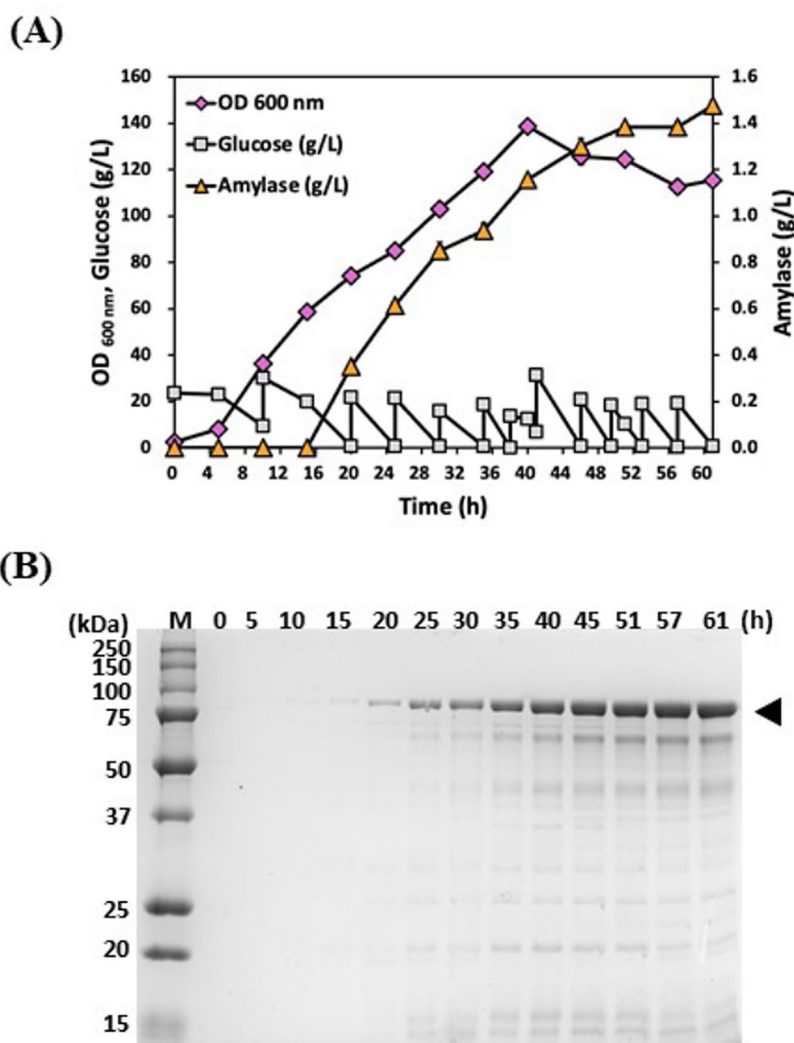 (A)
160 1.6
OD 600 nm
140 1.4
Glucose (g/L)
120 1.2
Amylase (g/L)
100 1.0
80 0.8
60 0.6
40 0.4
20 0.2
0 0.0
0 4 8 12 16 20 24 28 32 36 40 44 48 52 56 60
Time (h)
OD 600 nm, Glucose (g/L)
Amylase (g/L)
(B)
(kDa) M 0 5 10 15 20 25 30 35 40 45 51 57 61 (h)
250
150
100
75
50
37
25
20
15